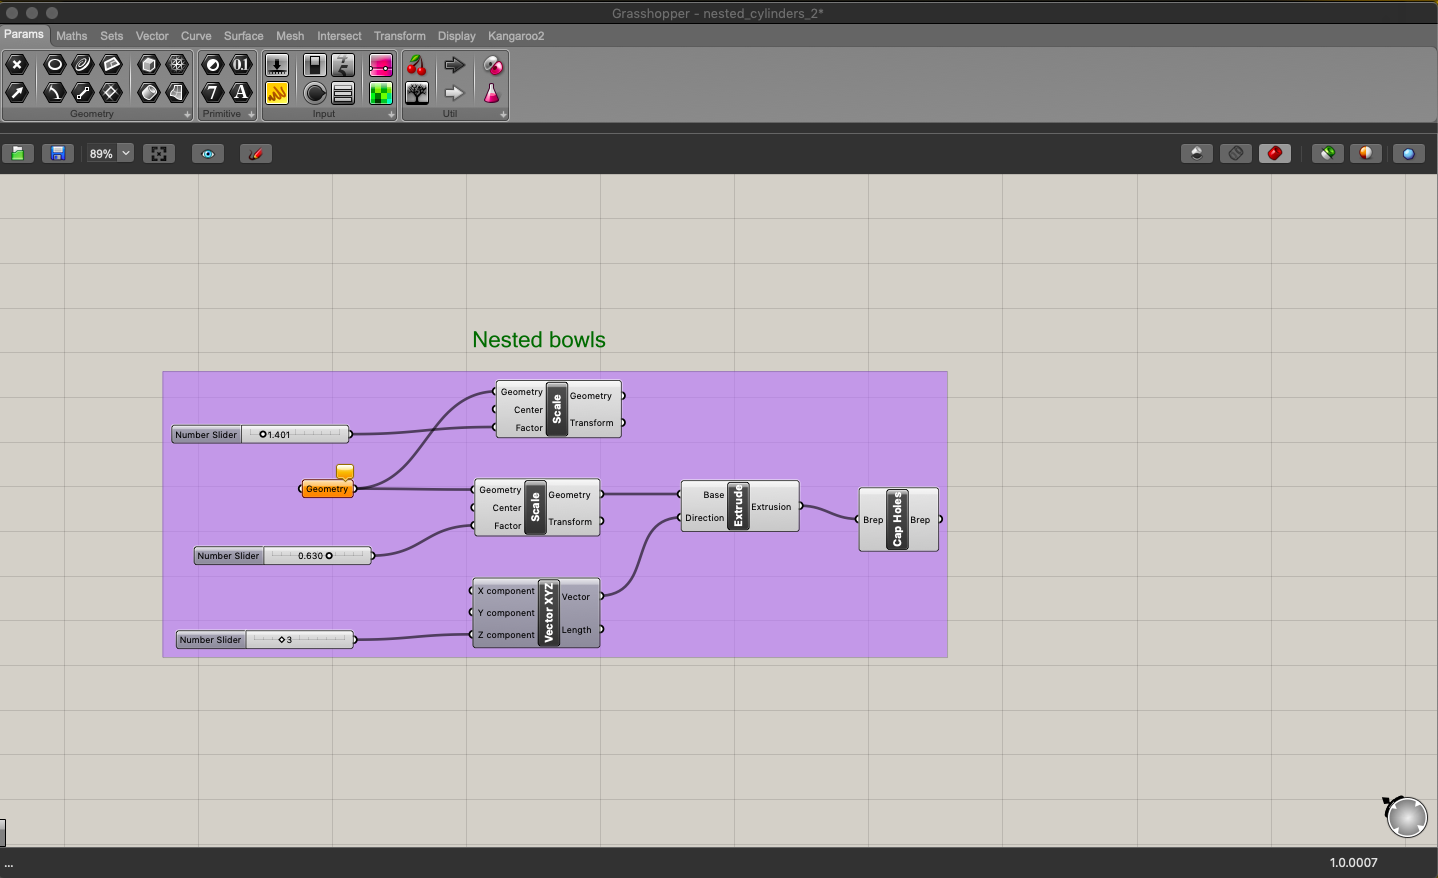 Grasshopper - nested_cylinders_2*
Params Maths Sets Vector Curve Surface Mesh Intersect Transform Display Kangaroo2
0.1
7 A
Geometry Primitive Input Util
89%
Nested bowls
Geometry
Center
Factor
Scale
Geometry
Transform
Number Slider 1.401
Geometry
Geometry
Center
Factor
Scale
Geometry
Transform
Base
Direction
Extrude
Extrusion
Brep
Cap Holes
Brep
Number Slider 0.630
X component
Y component
Z component
Vector XYZ
Vector
Length
Number Slider 3
... 1.0.0007